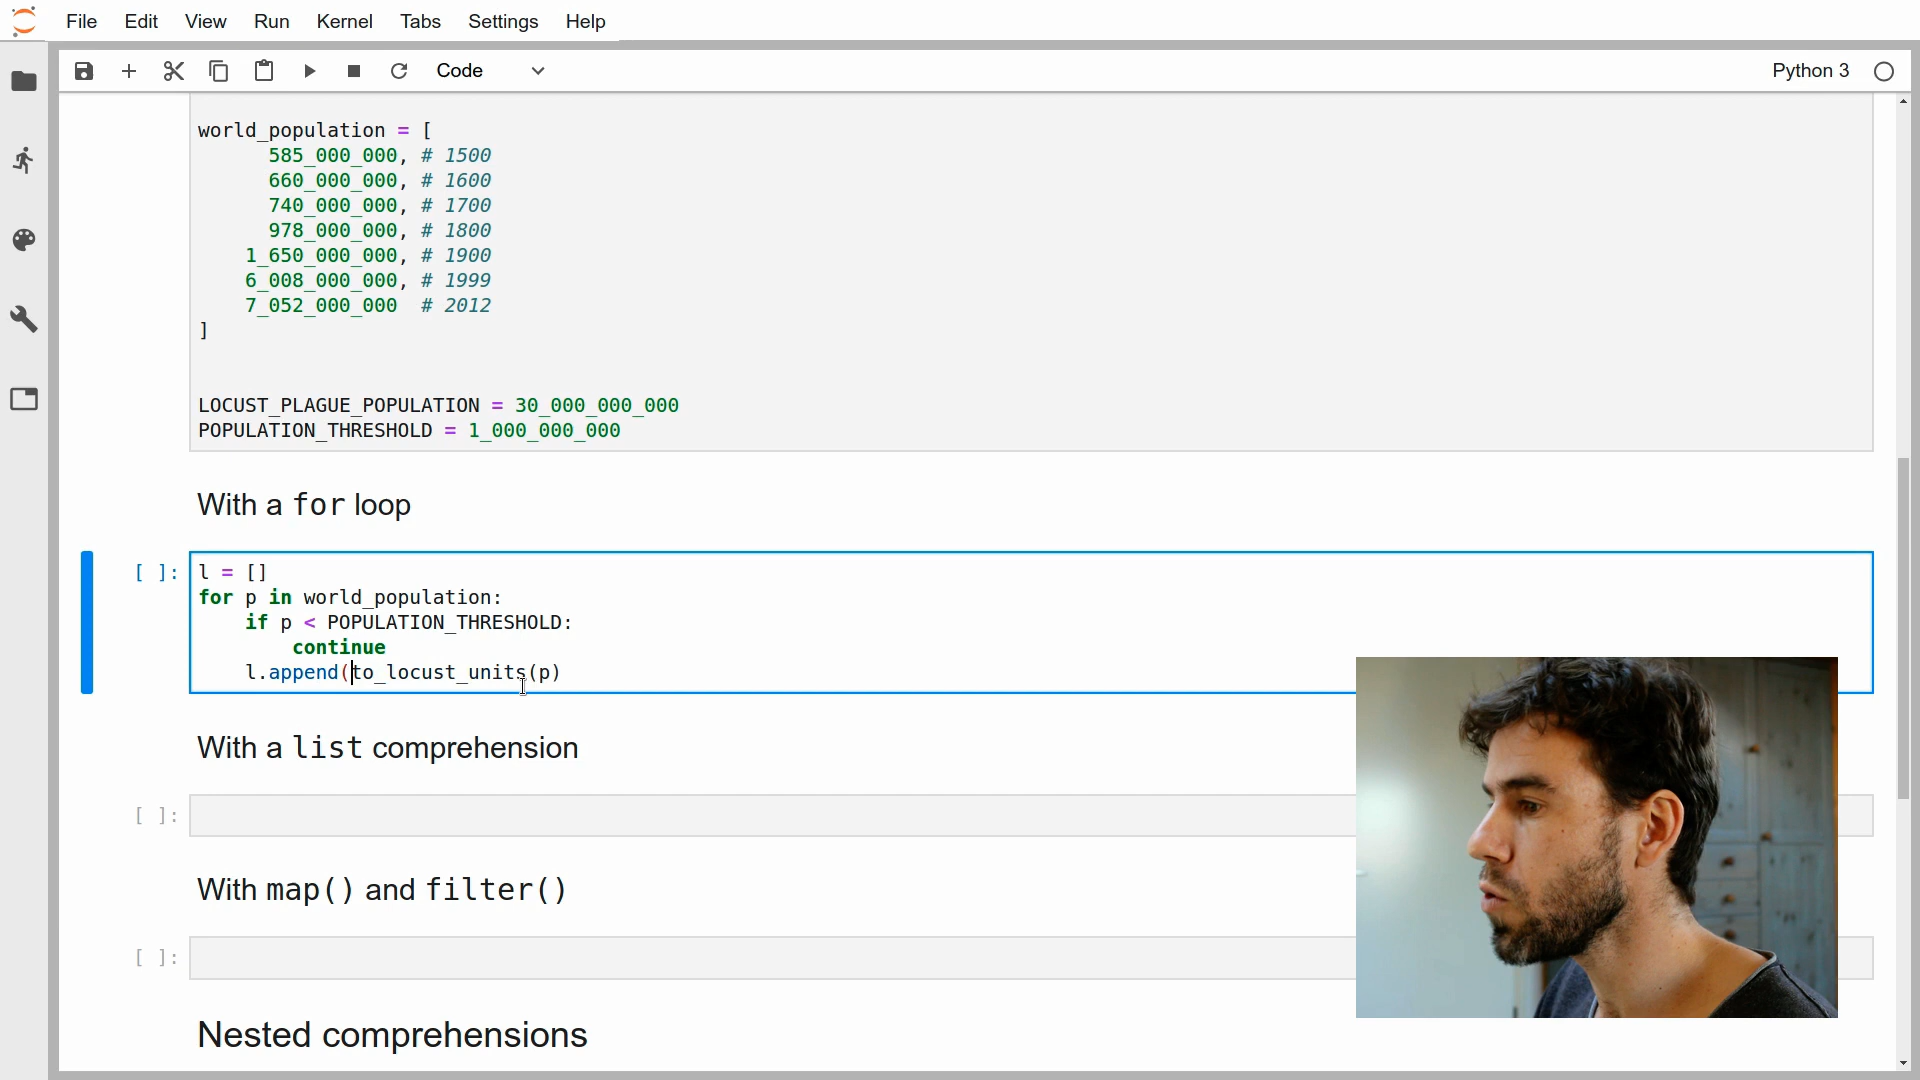 File Edit View Run Kernel Tabs Settings Help
Code Python 3
world_population = [
585_000_000, # 1500
660_000_000, # 1600
740_000_000, # 1700
978_000_000, # 1800
1_650_000_000, # 1900
6_008_000_000, # 1999
7_052_000_000 # 2012
]
LOCUST_PLAGUE_POPULATION = 30_000_000_000
POPULATION_THRESHOLD = 1_000_000_000
With a for loop
[ ]: l = []
for p in world_population:
if p < POPULATION_THRESHOLD:
continue
l.append(to_locust_units(p)
With a list comprehension
[ ]:
With map() and filter()
[ ]:
Nested comprehensions